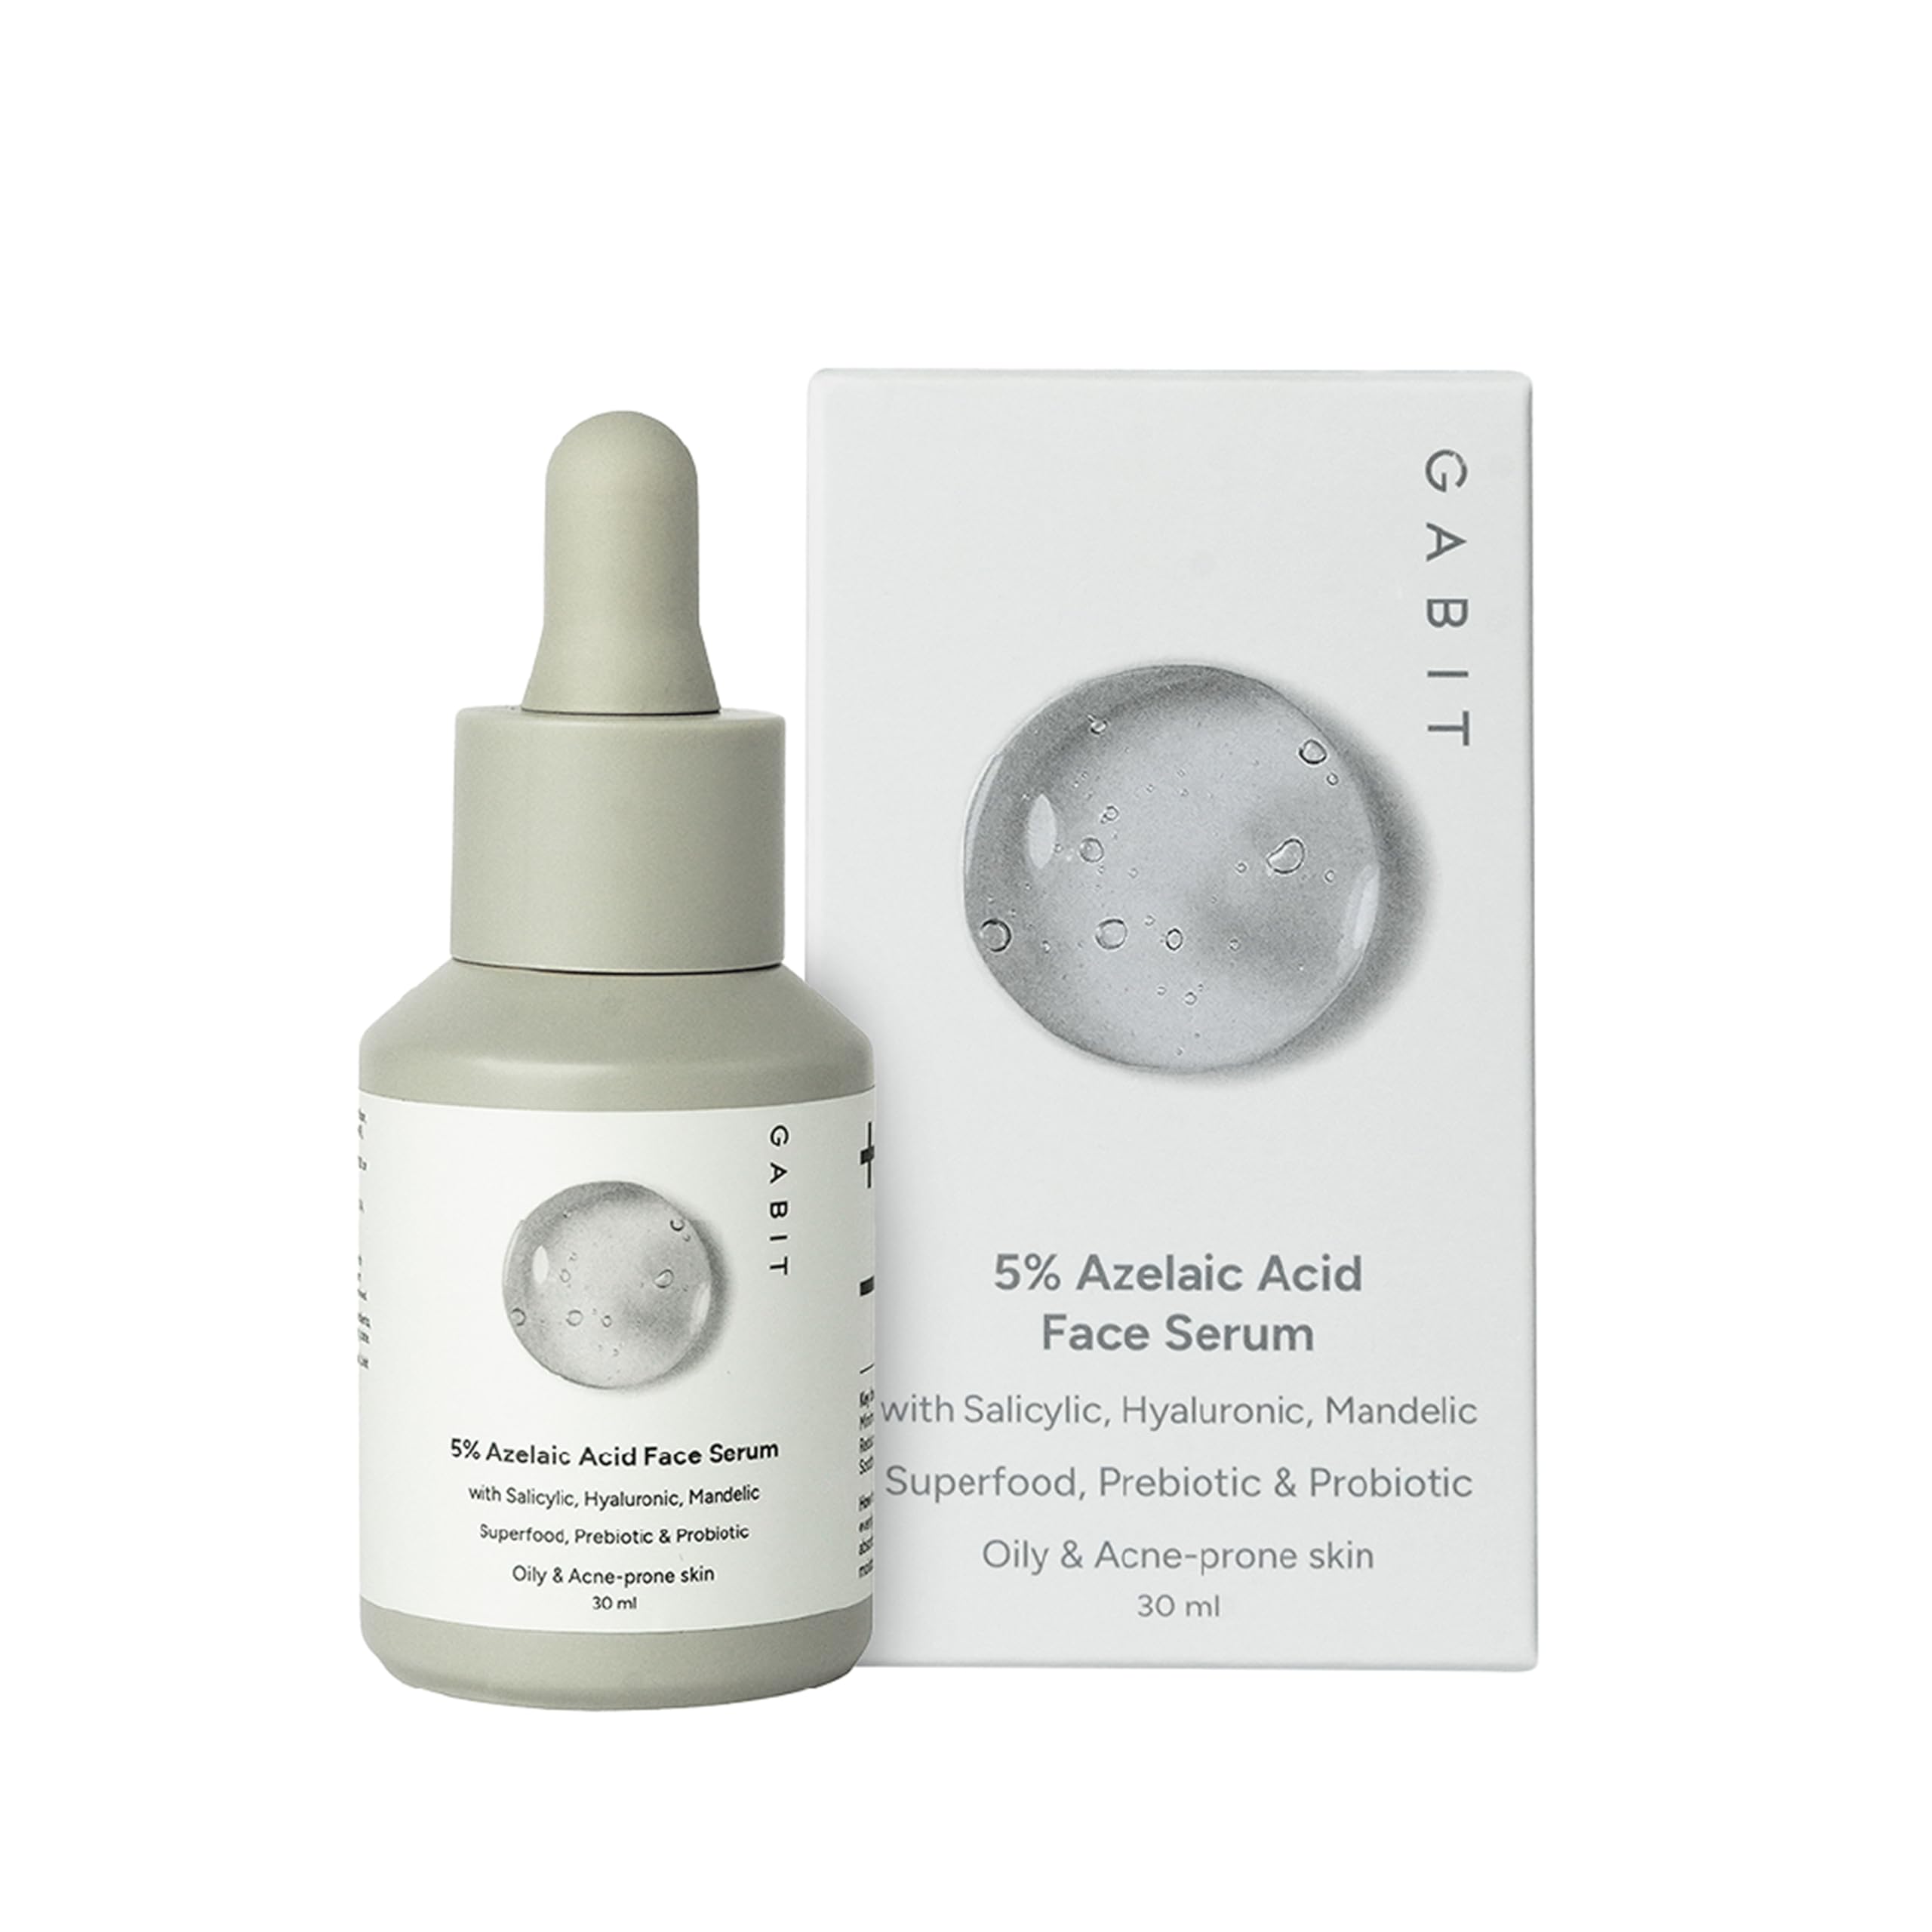 GABIT
5% Azelaic Acid Face Serum
with Salicylic, Hyaluronic, Mandelic
Superfood, Prebiotic & Probiotic
Oily & Acne-prone skin
30 ml
GABIT
5% Azelaic Acid
Face Serum
with Salicylic, Hyaluronic, Mandelic
Superfood, Prebiotic & Probiotic
Oily & Acne-prone skin
30 ml